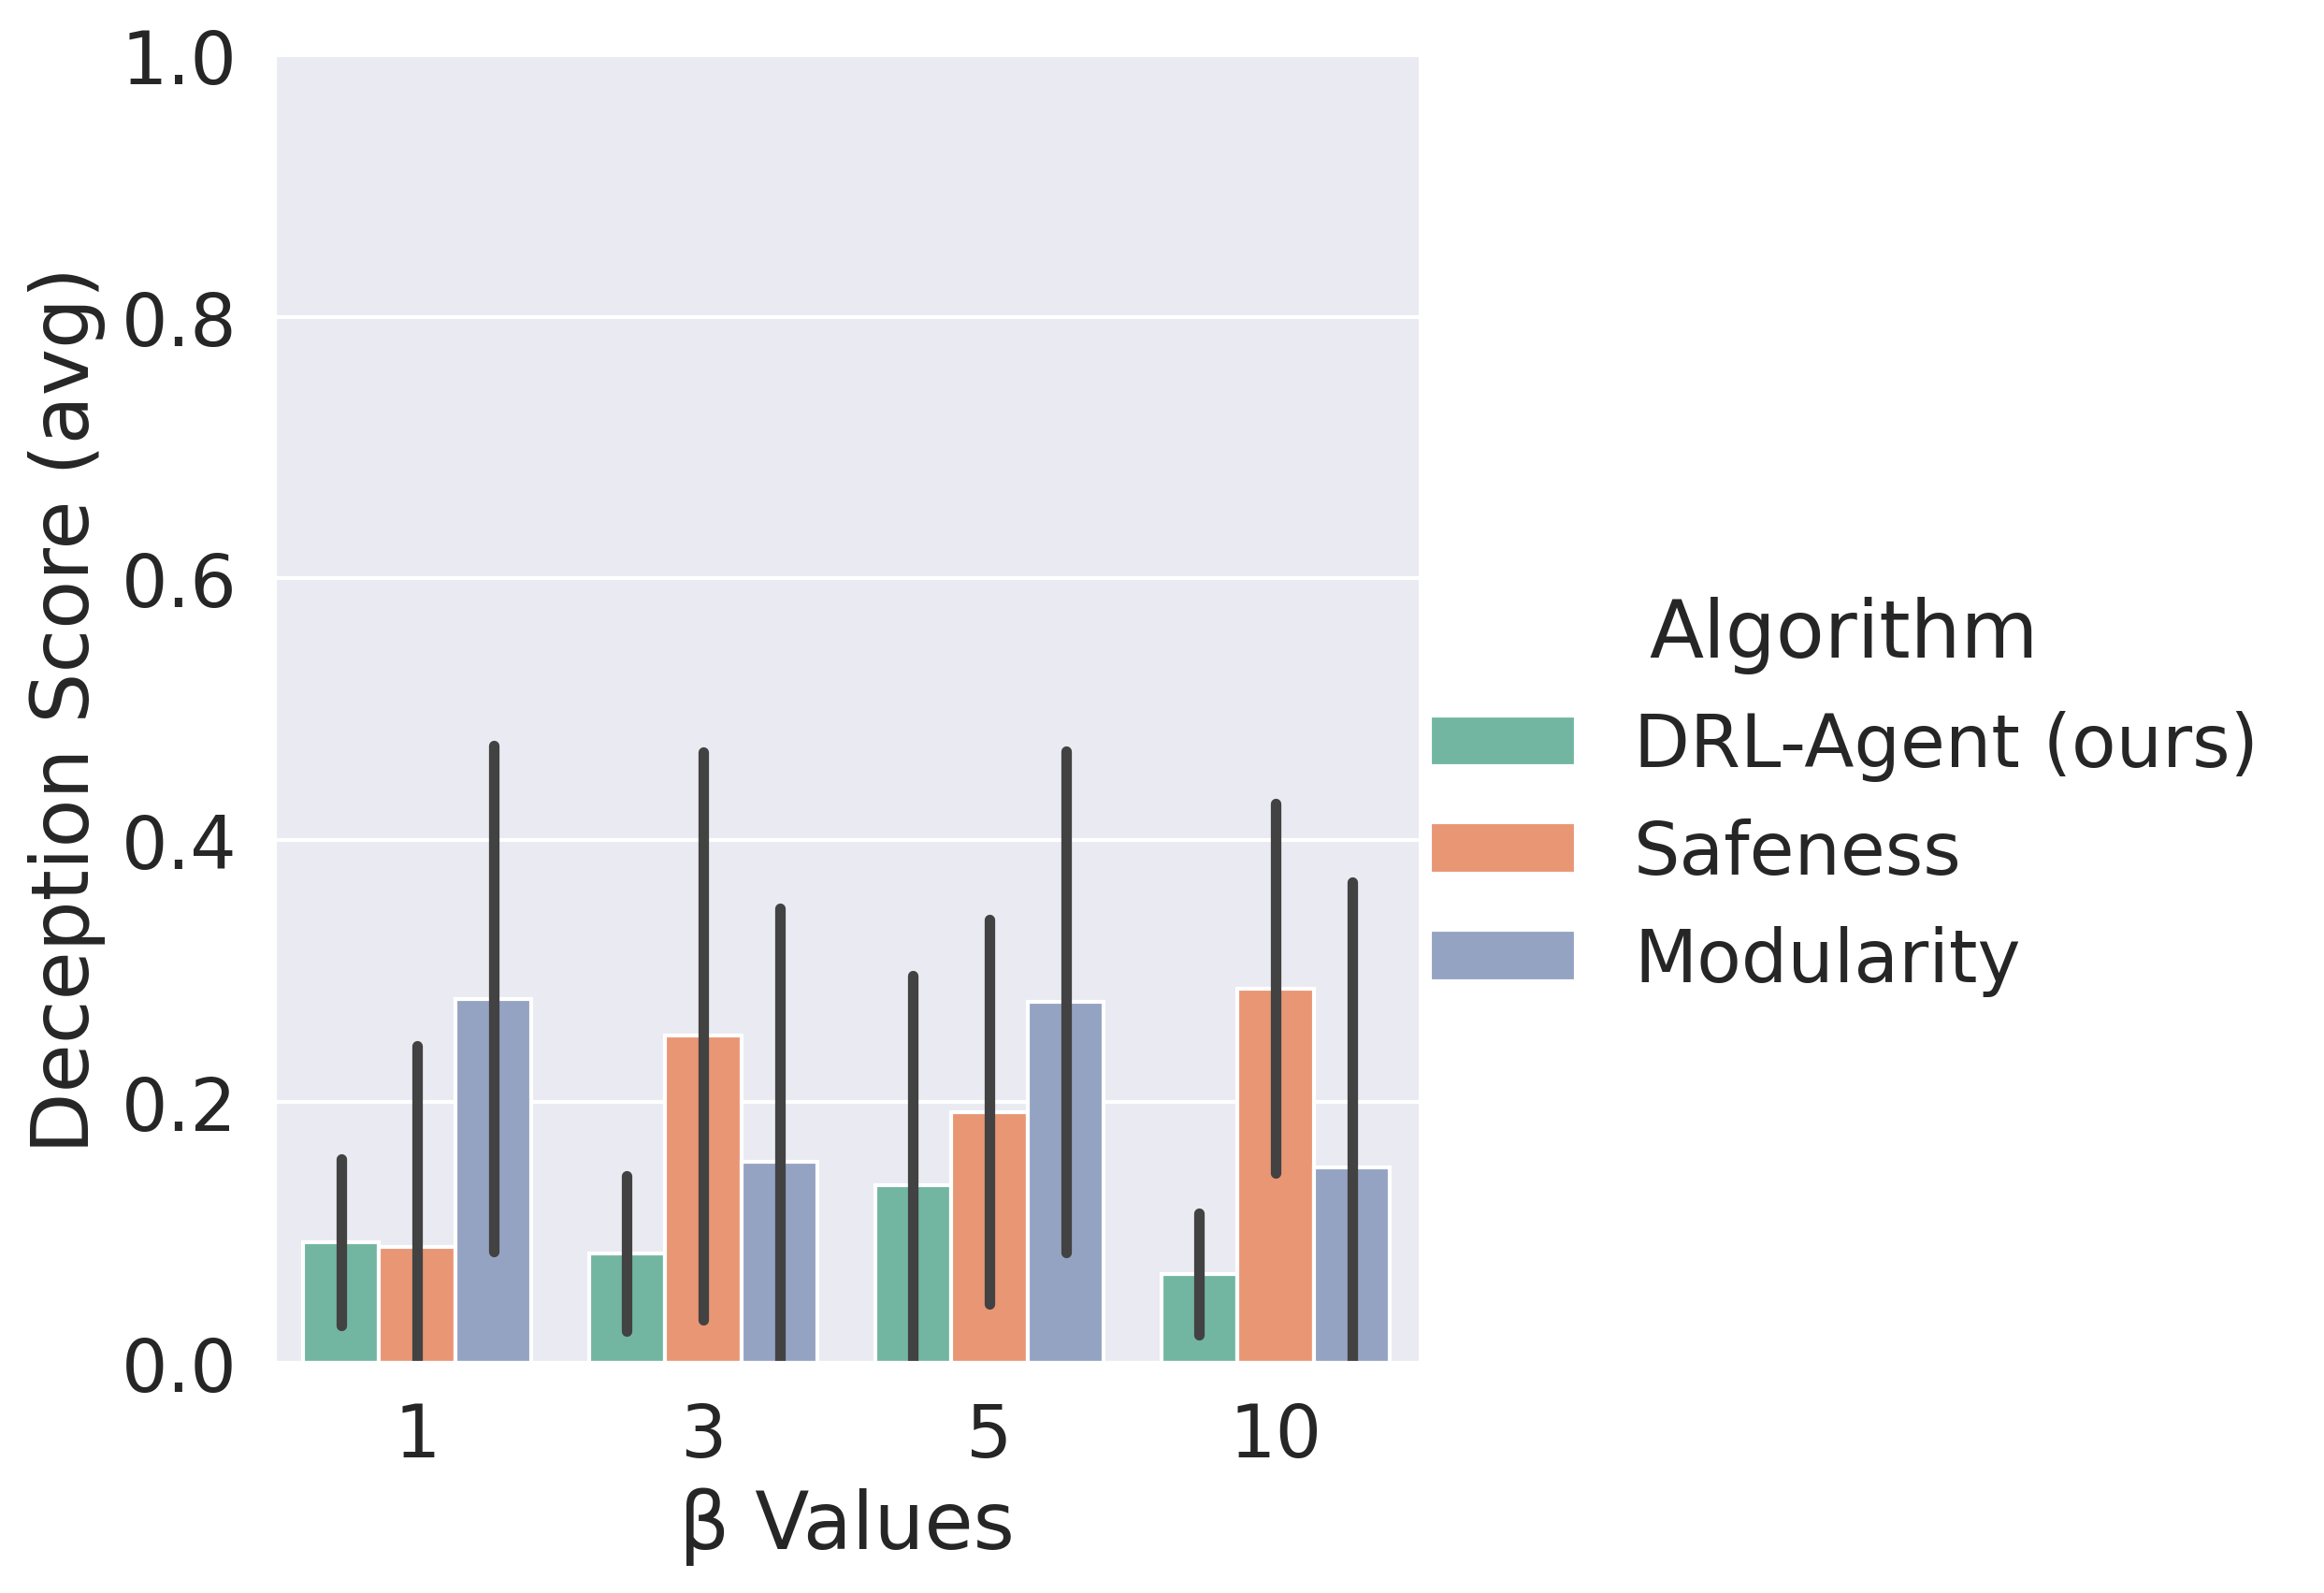 Deception Score (avg)
1.0
0.8
0.6
0.4
0.2
0.0
1 3 5 10
β Values
Algorithm
DRL-Agent (ours)
Safeness
Modularity